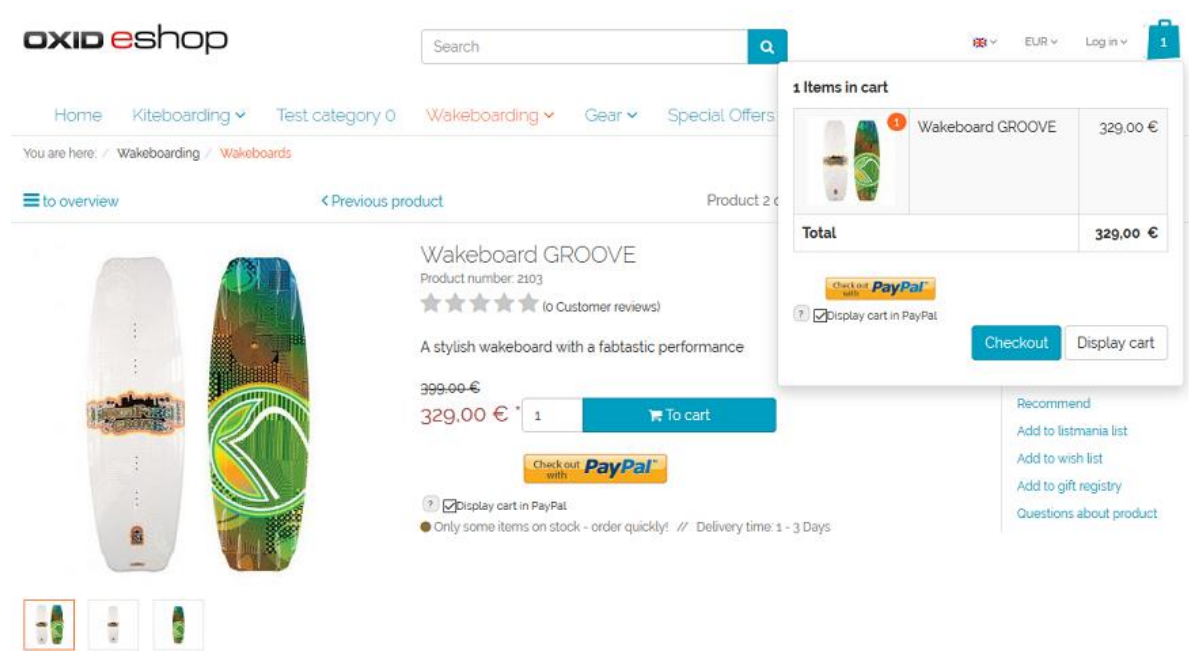 OXID eshop
Search
EUR
Log in
1
1 Items in cart
1
Wakeboard GROOVE
329,00 €
Total
329,00 €
Check out with PayPal
? Display cart in PayPal
Checkout
Display cart
Home
Kiteboarding
Test category 0
Wakeboarding
Gear
Special Offers
You are here: / Wakeboarding / Wakeboards
to overview
Previous product
Product 2
Wakeboard GROOVE
Product number: 2103
(0 Customer reviews)
A stylish wakeboard with a fabtastic performance
399,00 €
329,00 € *
1
To cart
Check out with PayPal™
? Display cart in PayPal
Only some items on stock - order quickly! // Delivery time: 1 - 3 Days
Recommend
Add to listmania list
Add to wish list
Add to gift registry
Questions about product
GROOVE